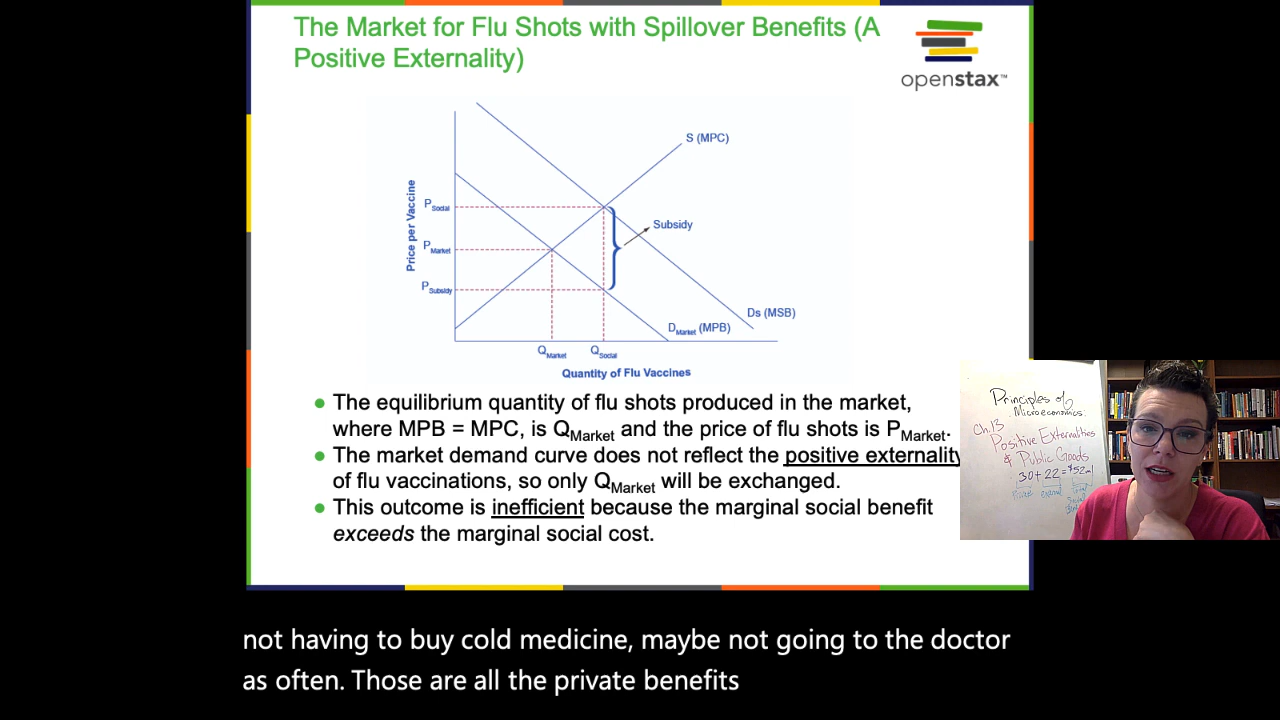 The Market for Flu Shots with Spillover Benefits (A
Positive Externality)
openstax™
S (MPC)
Price per Vaccine
PSocial
Subsidy
PMarket
PSubsidy
Ds (MSB)
DMarket (MPB)
QMarket
QSocial
Quantity of Flu Vaccines
• The equilibrium quantity of flu shots produced in the market,
where MPB = MPC, is QMarket and the price of flu shots is PMarket.
• The market demand curve does not reflect the positive externality
of flu vaccinations, so only QMarket will be exchanged.
• This outcome is inefficient because the marginal social benefit
exceeds the marginal social cost.
Principles of
Microeconomics
Ch.13
Positive Externalities
& Public Goods
30+22=$52
not having to buy cold medicine, maybe not going to the doctor
as often. Those are all the private benefits